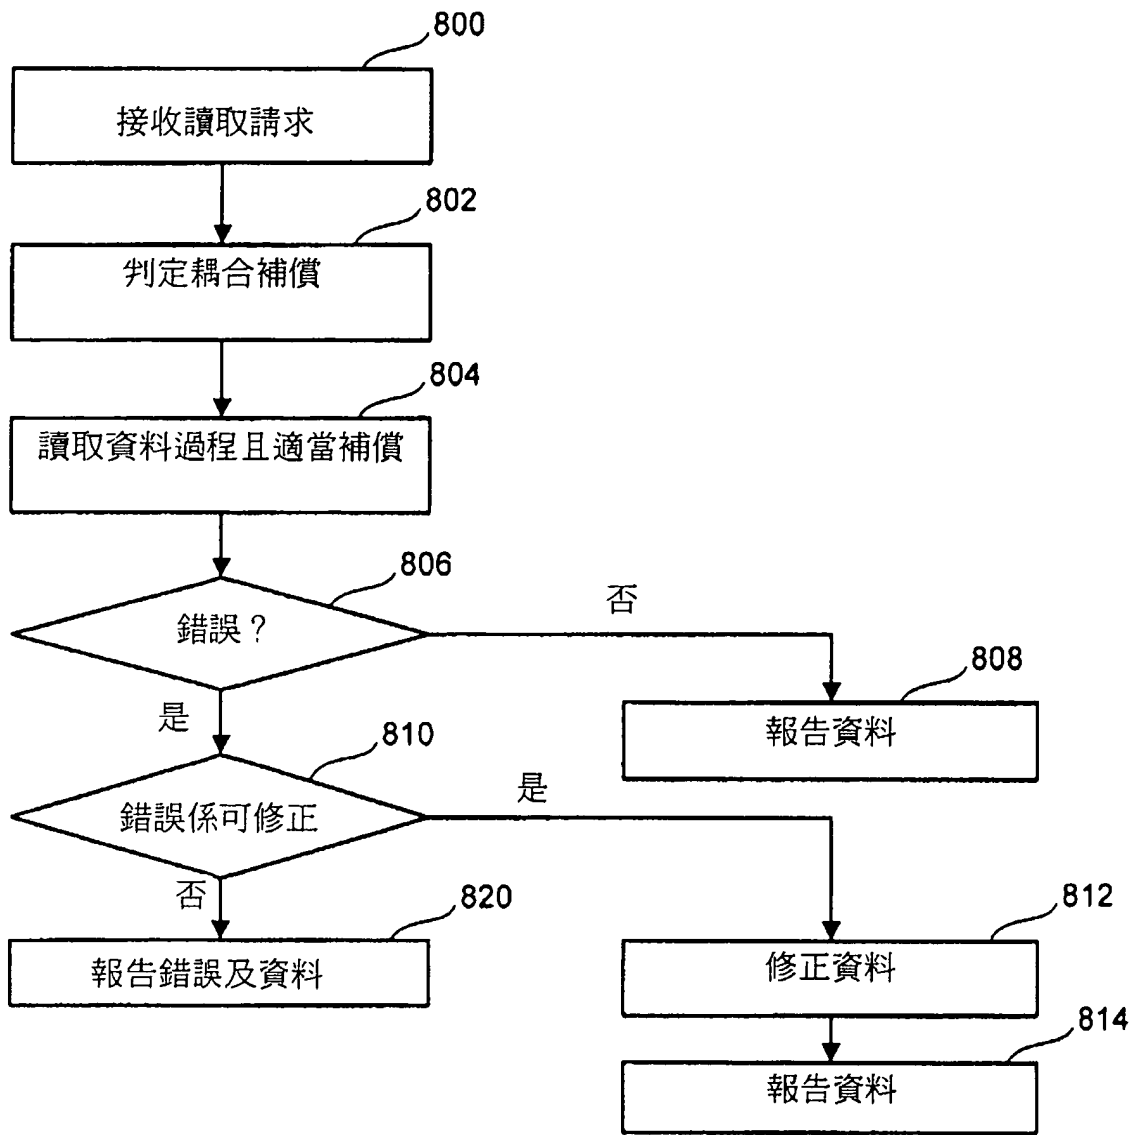 800
接收讀取請求
802
判定耦合補償
804
讀取資料過程且適當補償
806
錯誤？
否
808
報告資料
是
810
錯誤係可修正
是
否
820
報告錯誤及資料
812
修正資料
814
報告資料